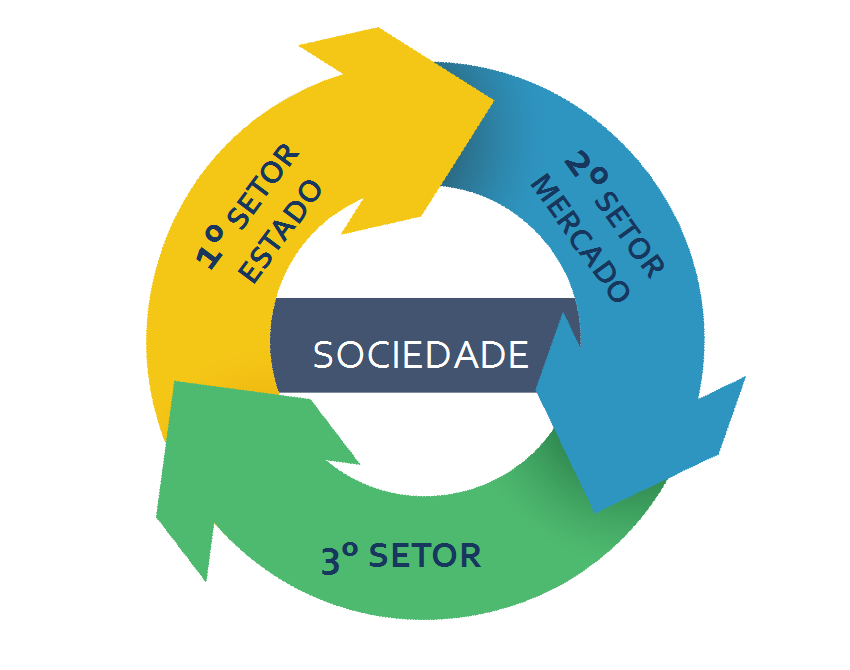 1º SETOR
ESTADO
2º SETOR
MERCADO
SOCIEDADE
3º SETOR